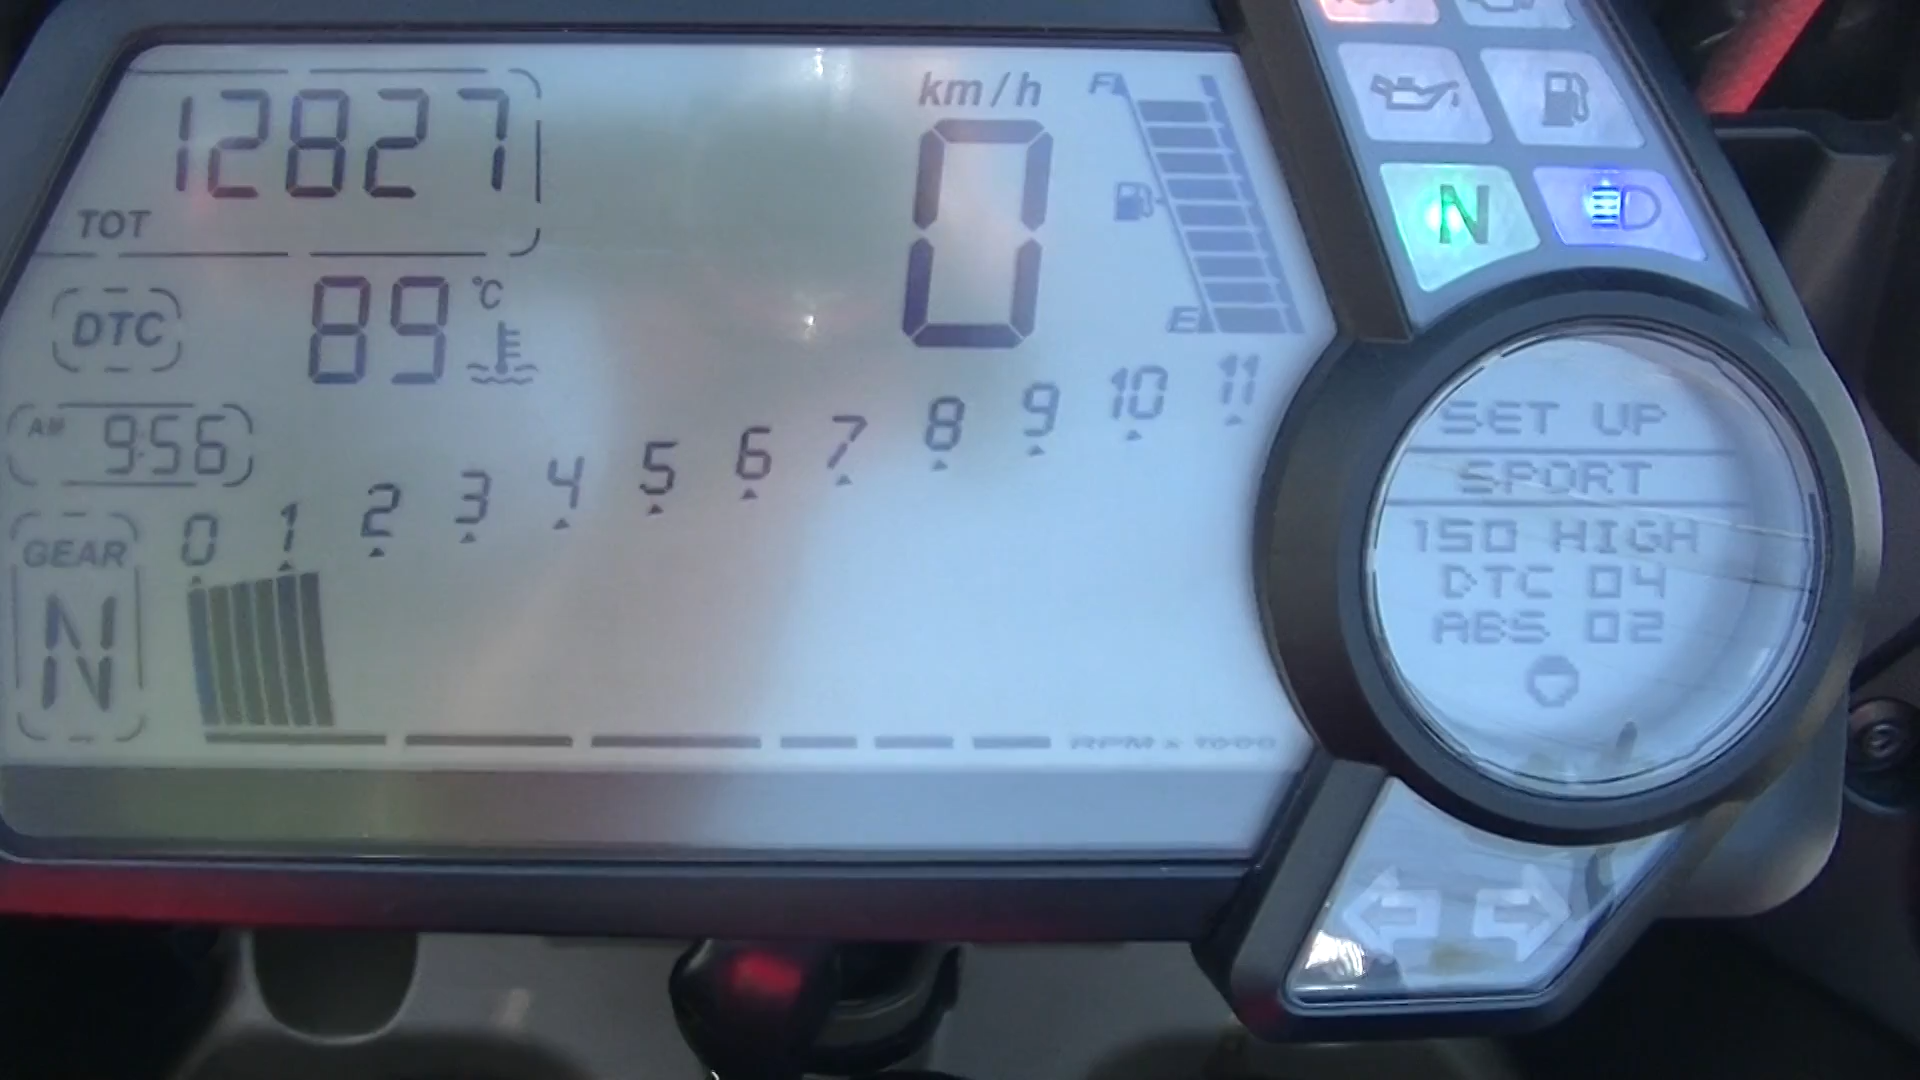 12827
TOT
km/h
0
F
E
N
DTC
89 °C
AM 9:56
0 1 2 3 4 5 6 7 8 9 10 11
GEAR
N
RPM x 1000
SET UP
SPORT
150 HIGH
DTC 04
ABS 02